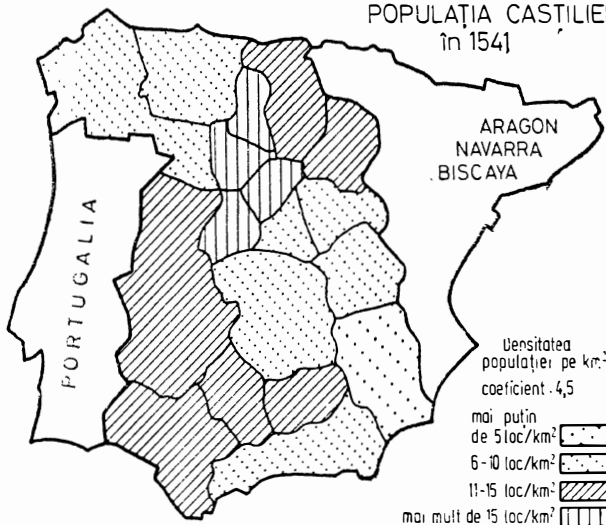 POPULAȚIA CASTILIEI
în 1541
ARAGON
NAVARRA
BISCAYA
PORTUGALIA
Densitatea
populației pe km²
coeficient. 4,5
mai putin
de 5 loc/km²
6-10 loc/km²
11-15 loc/km²
mai mult de 15 loc/km²